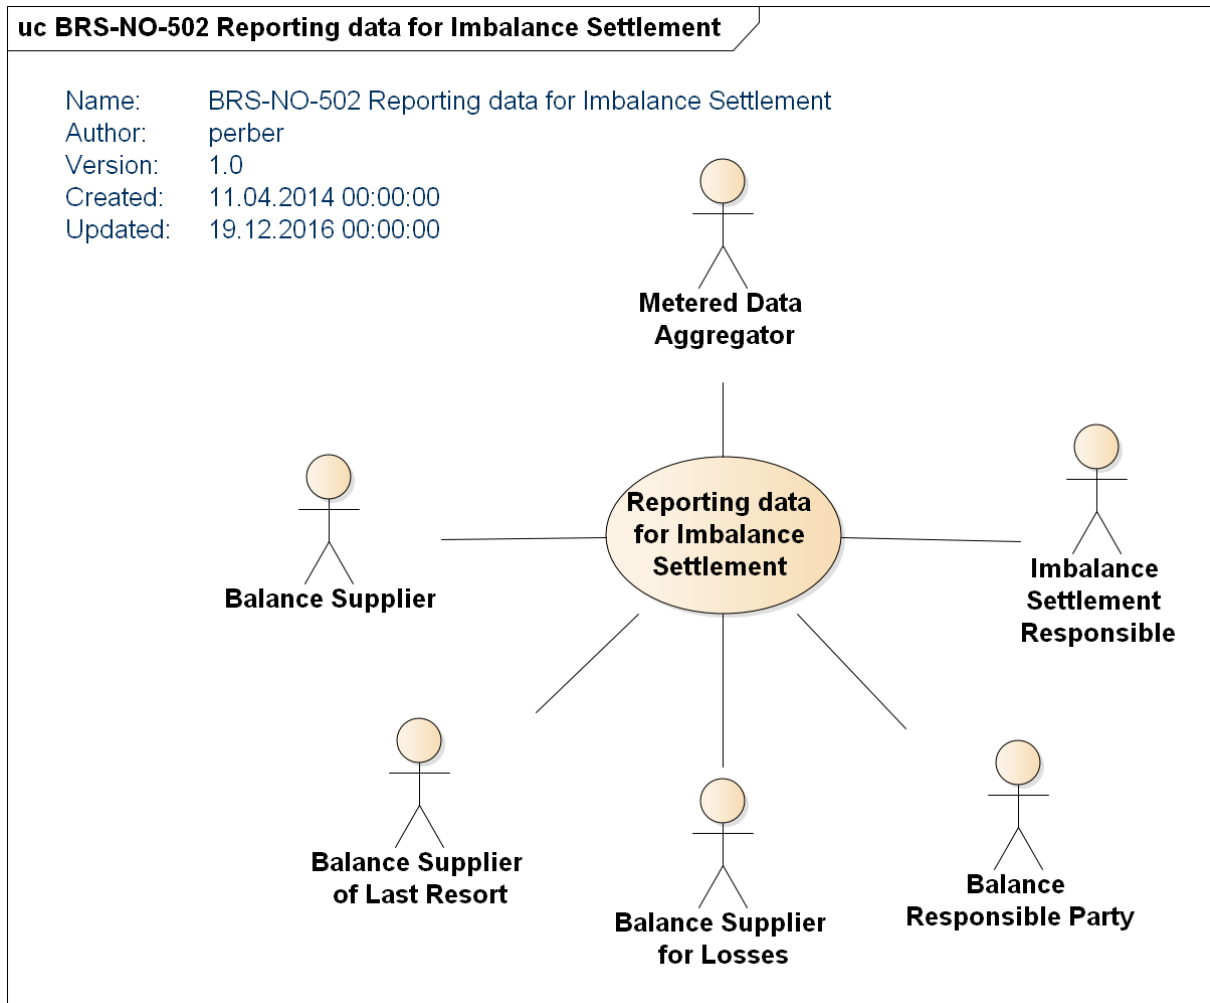 uc BRS-NO-502 Reporting data for Imbalance Settlement
Name: BRS-NO-502 Reporting data for Imbalance Settlement
Author: perber
Version: 1.0
Created: 11.04.2014 00:00:00
Updated: 19.12.2016 00:00:00
Metered Data
Aggregator
Reporting data
for Imbalance
Settlement
Balance Supplier
Imbalance
Settlement
Responsible
Balance Supplier
of Last Resort
Balance Supplier
for Losses
Balance
Responsible Party